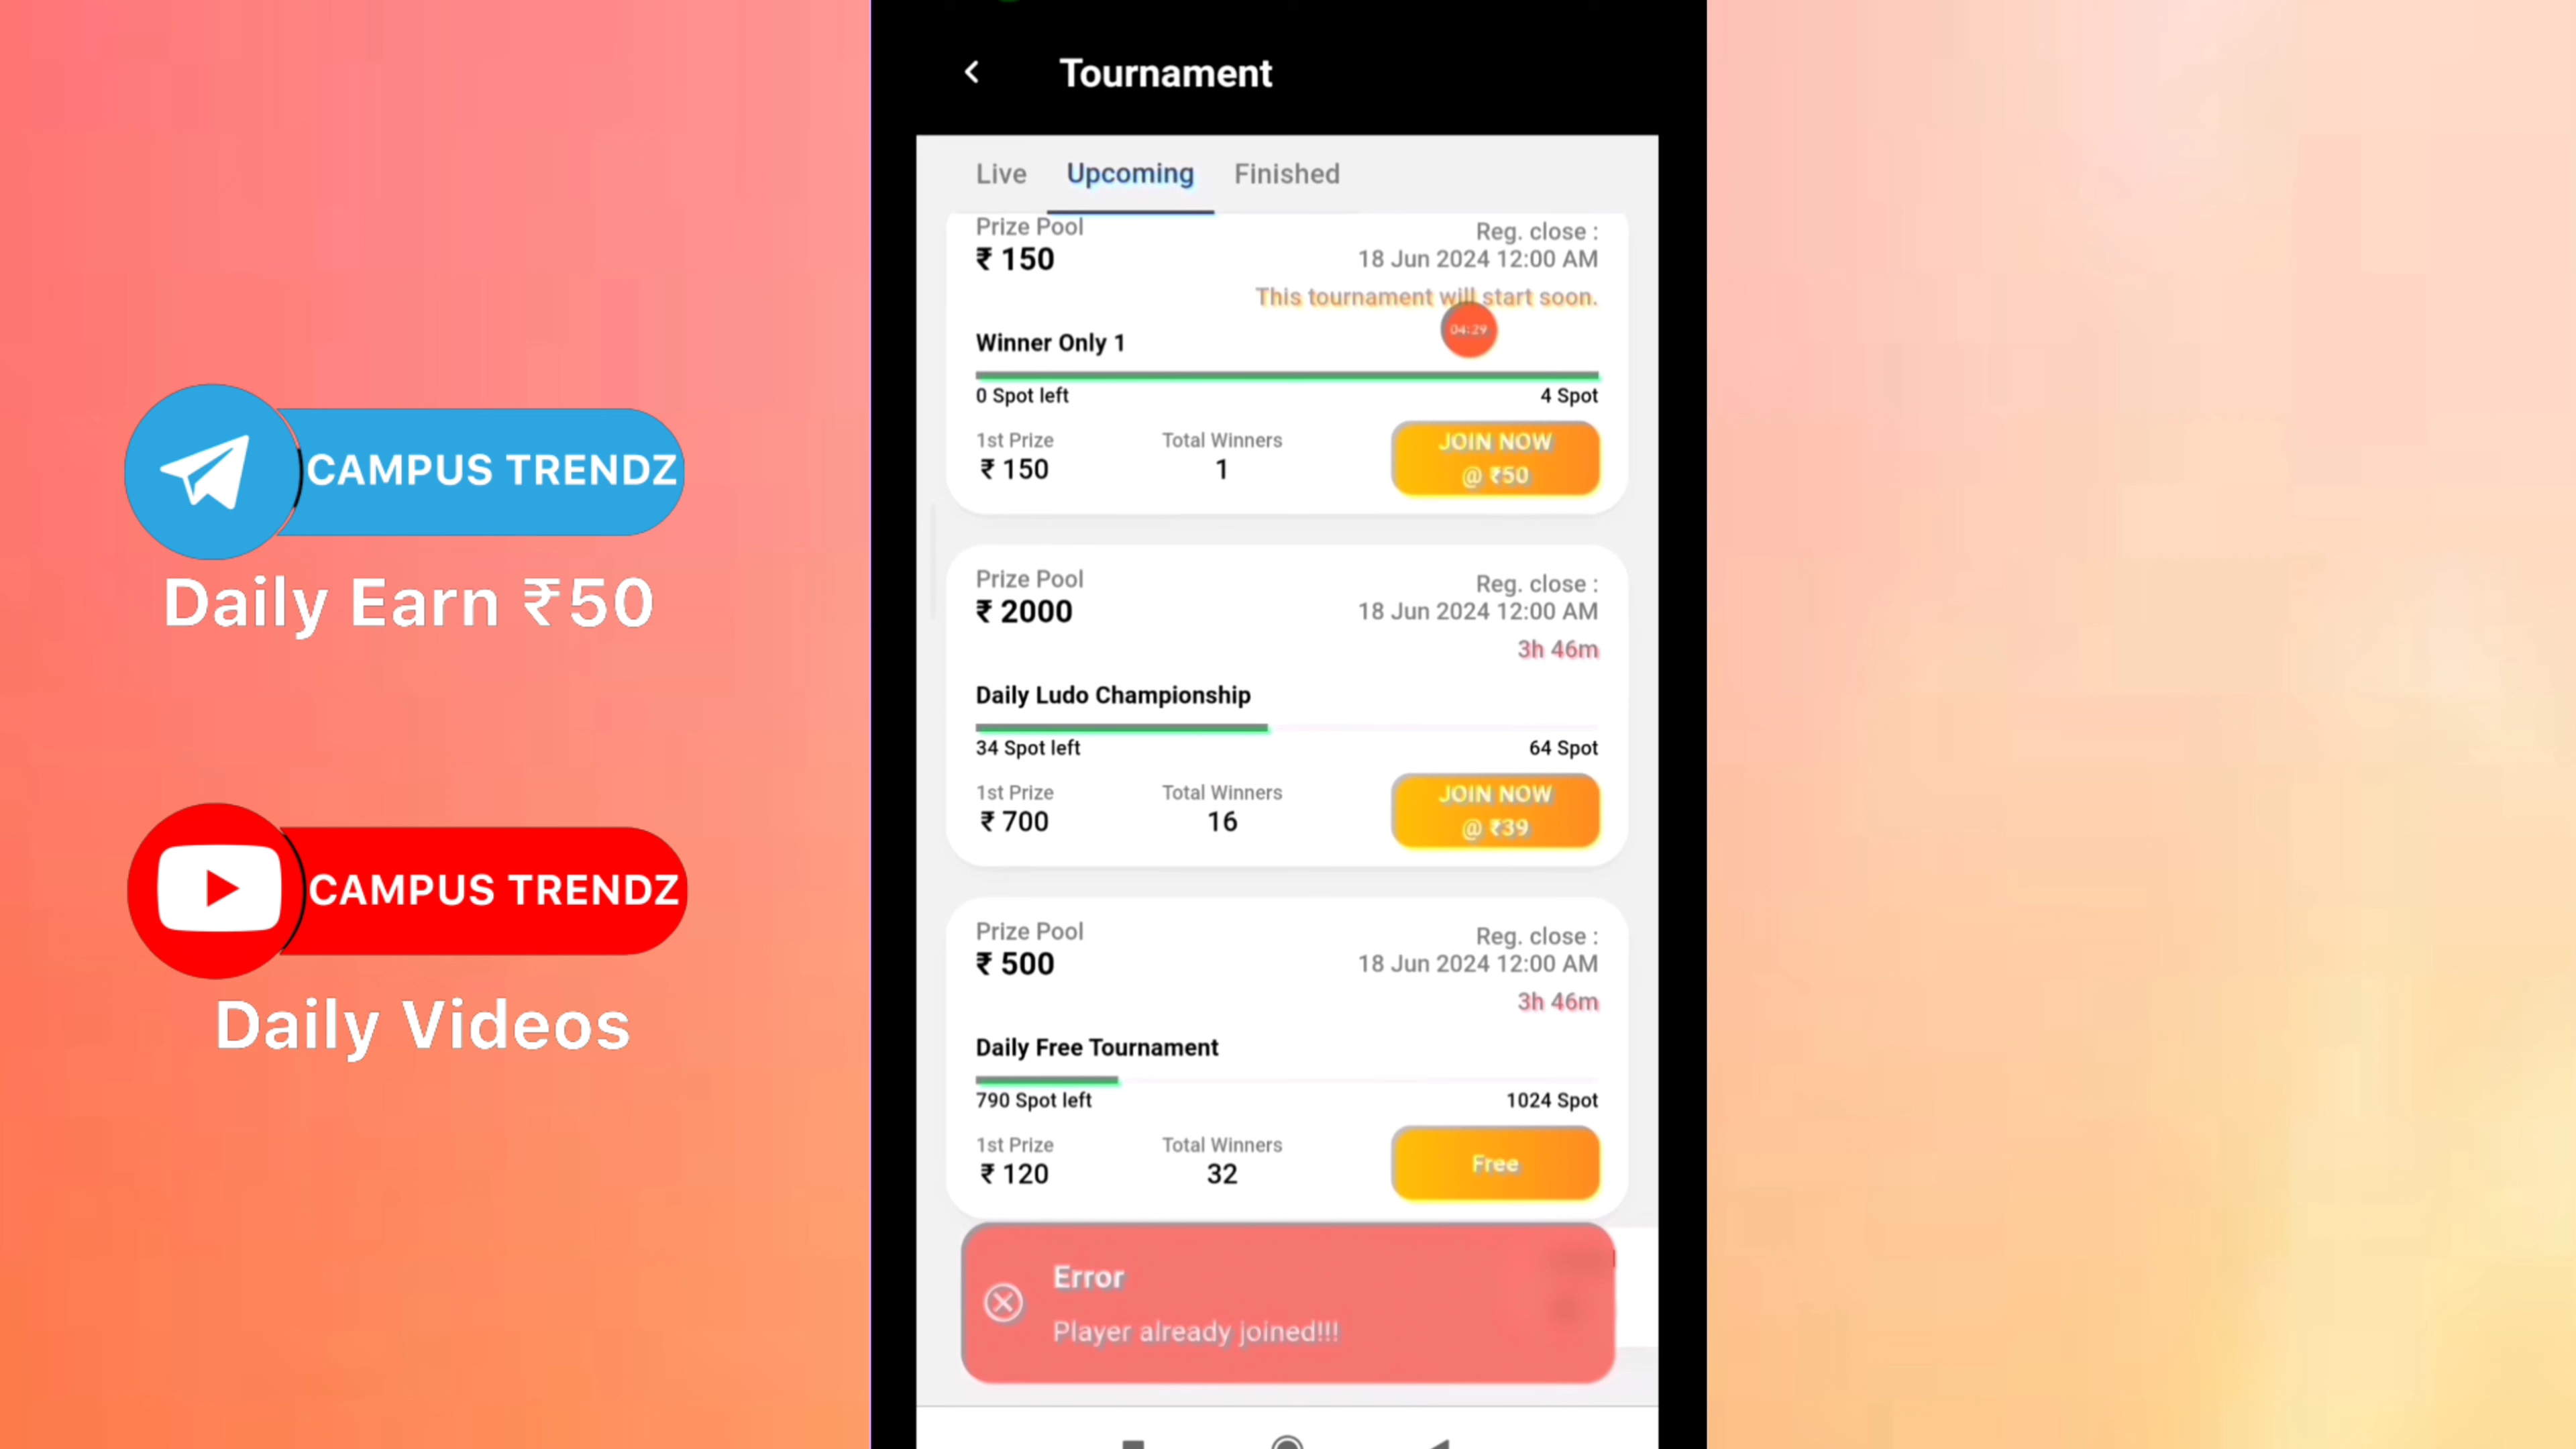 CAMPUS TRENDZ
Daily Earn ₹50
CAMPUS TRENDZ
Daily Videos
Tournament
Live Upcoming Finished
Prize Pool Reg. close :
₹ 150 18 Jun 2024 12:00 AM
This tournament will start soon.
04:29
Winner Only 1
0 Spot left 4 Spot
1st Prize Total Winners JOIN NOW
₹ 150 1 @ ₹50
Prize Pool Reg. close :
₹ 2000 18 Jun 2024 12:00 AM
3h 46m
Daily Ludo Championship
34 Spot left 64 Spot
1st Prize Total Winners JOIN NOW
₹ 700 16 @ ₹39
Prize Pool Reg. close :
₹ 500 18 Jun 2024 12:00 AM
3h 46m
Daily Free Tournament
790 Spot left 1024 Spot
1st Prize Total Winners Free
₹ 120 32
Error
Player already joined!!!